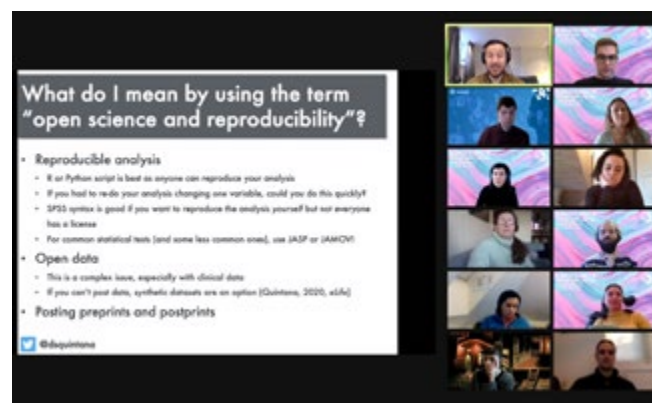 What do I mean by using the term
"open science and reproducibility"?
• Reproducible analysis
• R or Python script is best as anyone can reproduce your analysis
• If you had to re-do your analysis changing one variable, could you do this quickly?
• SPSS syntax is good if you want to reproduce the analysis yourself but not everyone
has a license
• For common statistical tests (and some less common ones), use JASP or JAMOVI
• Open data
• This is a complex issue, especially with clinical data
• If you can't post data, synthetic datasets are an option (Quintana, 2020, eLife)
• Posting preprints and postprints
@dsquintana